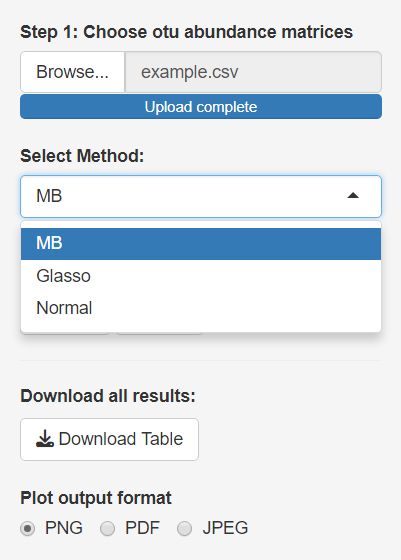 Step 1: Choose otu abundance matrices
Browse... example.csv
Upload complete
Select Method:
MB
MB
Glasso
Normal
Download all results:
Download Table
Plot output format
PNG PDF JPEG